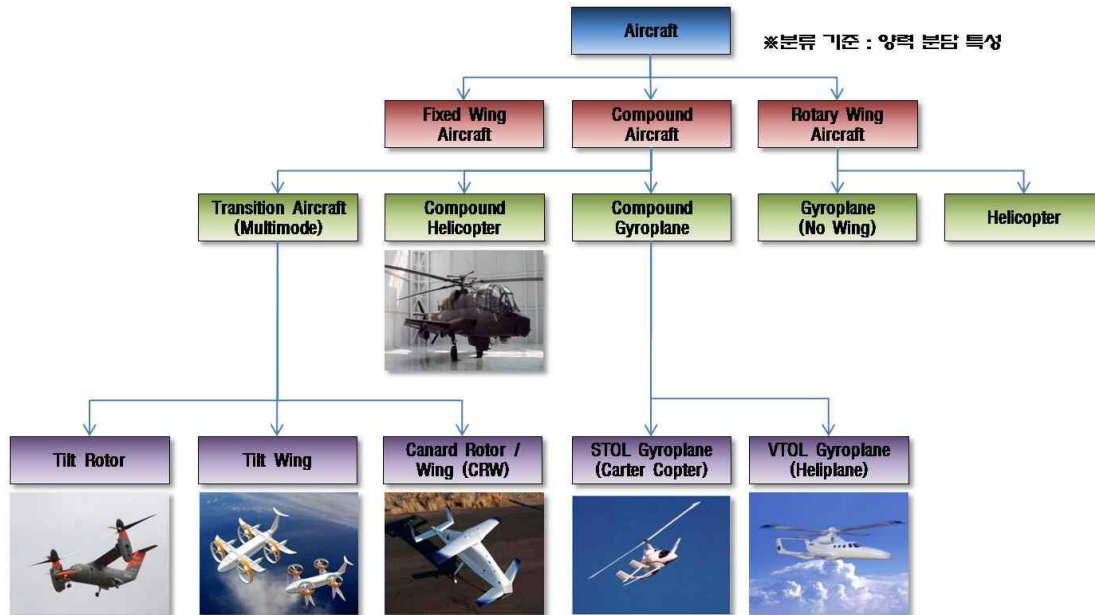 Aircraft
※분류 기준 : 양력 분담 특성
Fixed Wing
Aircraft
Compound
Aircraft
Rotary Wing
Aircraft
Transition Aircraft
(Multimode)
Compound
Helicopter
Compound
Gyroplane
Gyroplane
(No Wing)
Helicopter
Tilt Rotor
Tilt Wing
Canard Rotor /
Wing (CRW)
STOL Gyroplane
(Carter Copter)
VTOL Gyroplane
(Heliplane)